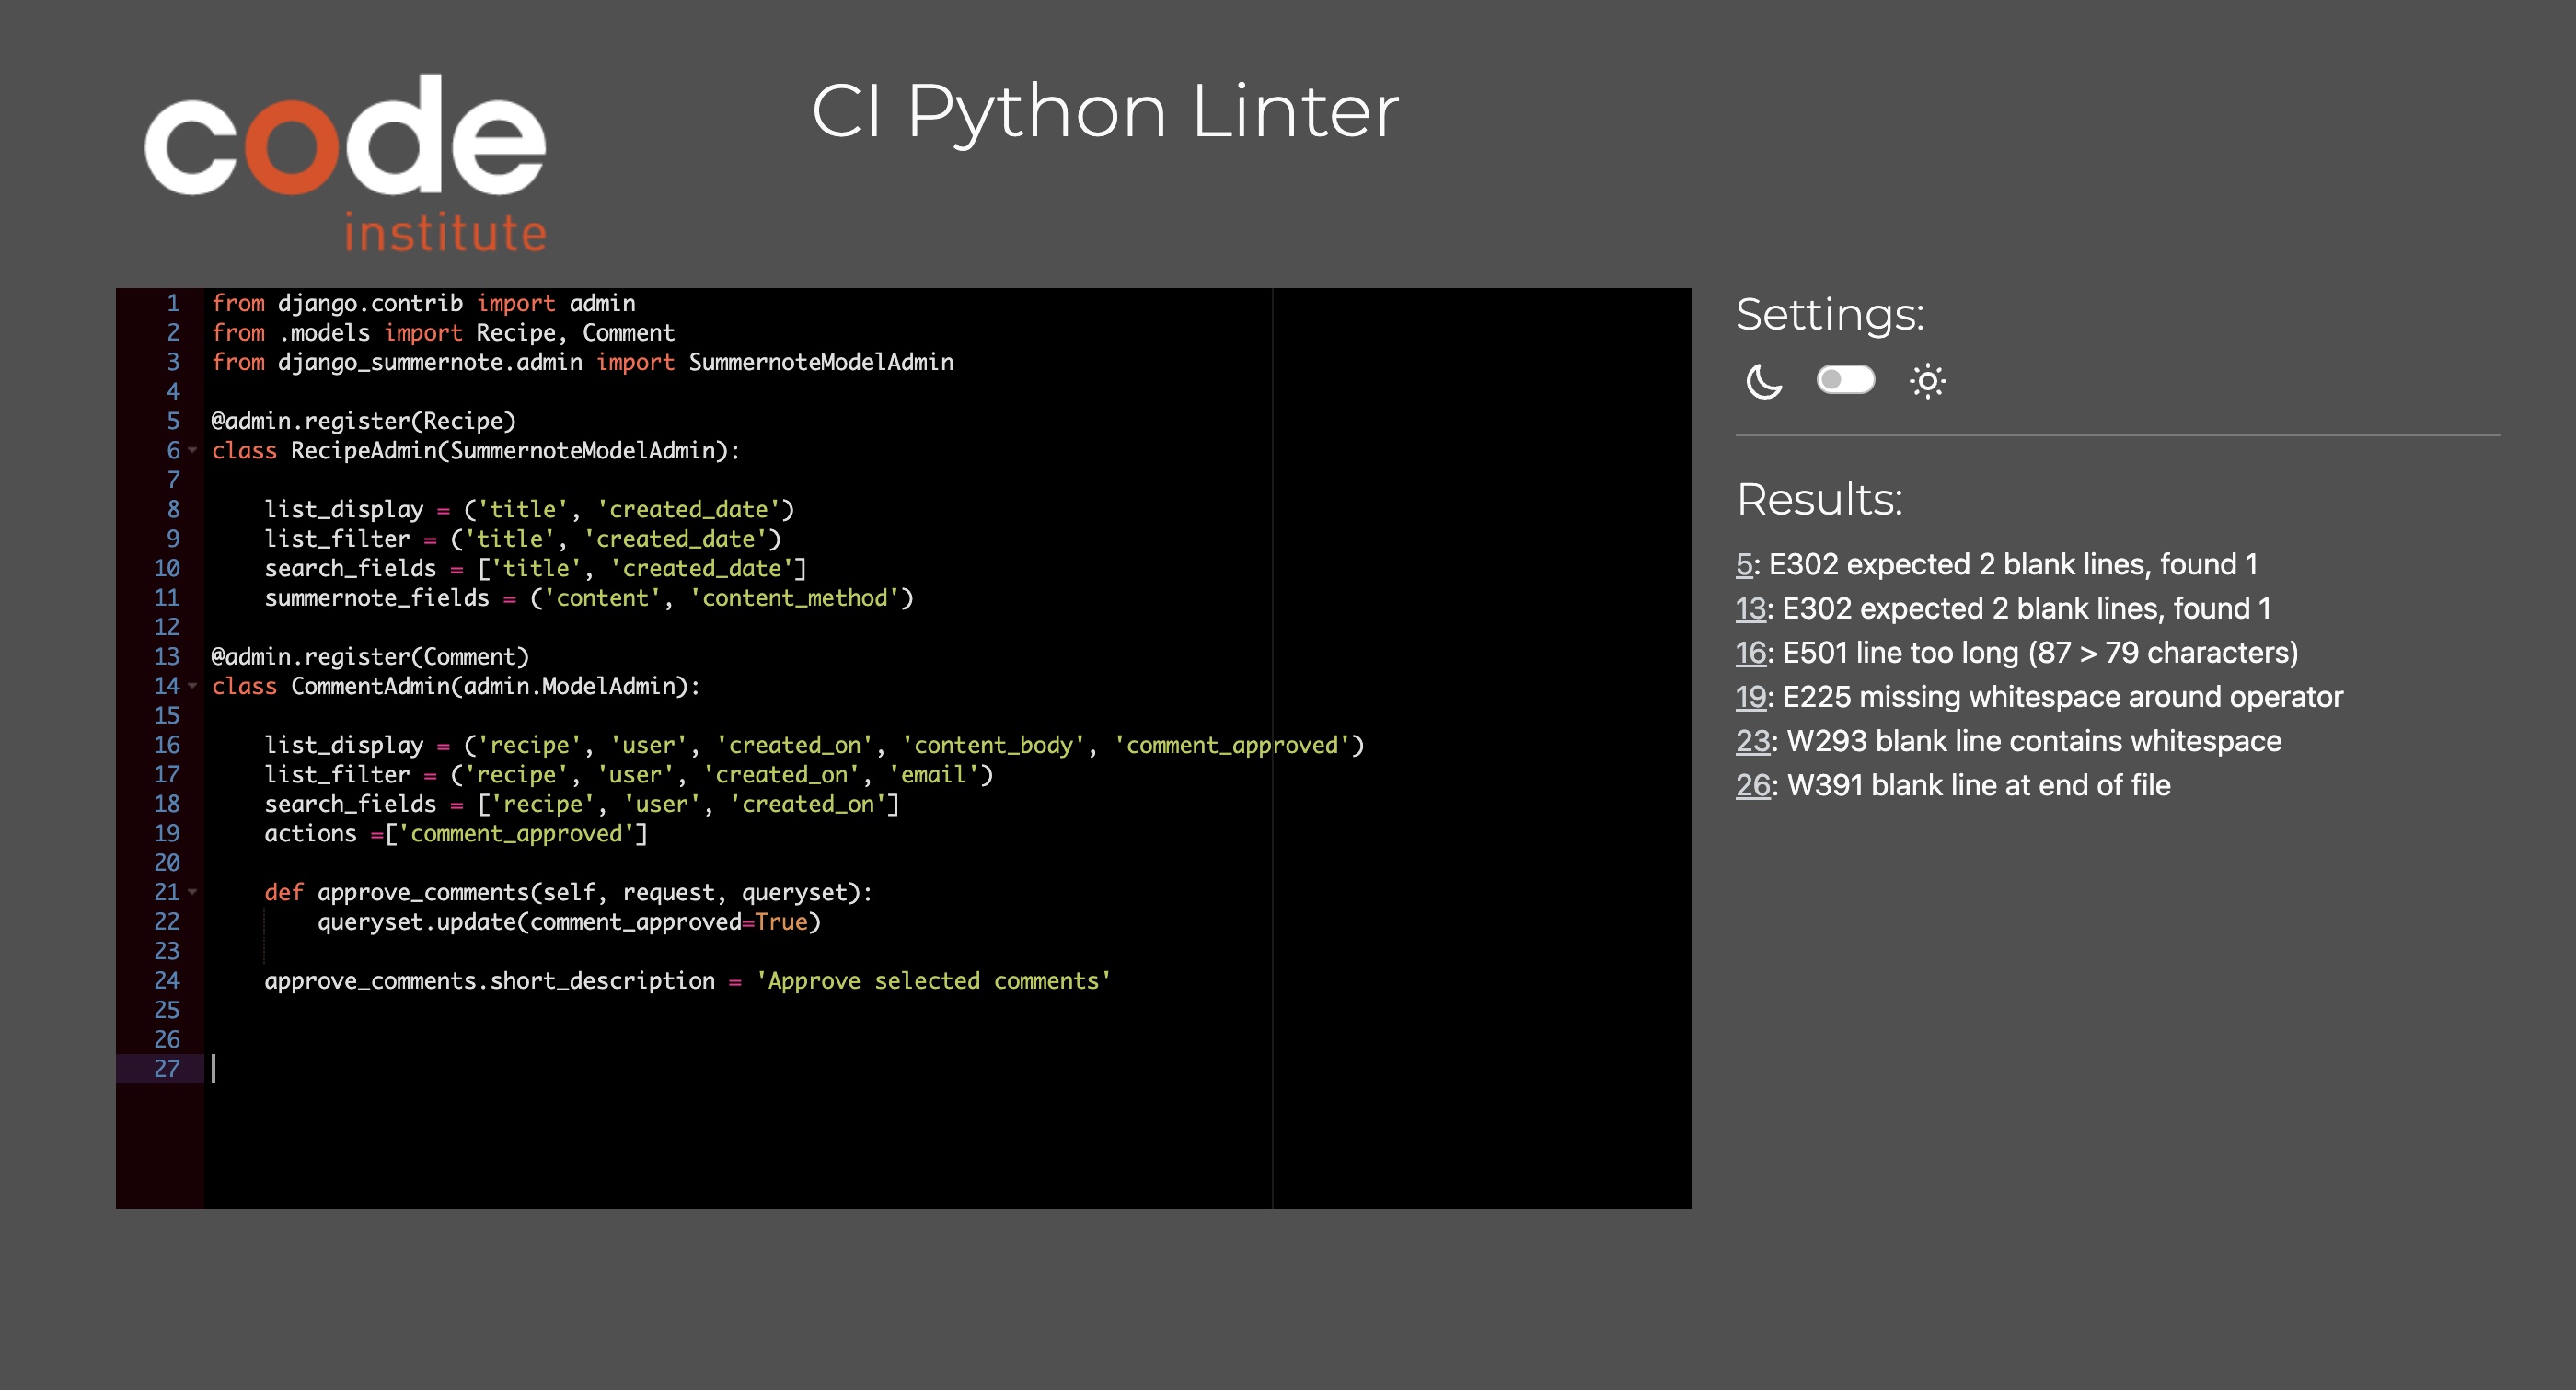 code
institute
CI Python Linter
1 from django.contrib import admin
2 from .models import Recipe, Comment
3 from django_summernote.admin import SummernoteModelAdmin
4
5 @admin.register(Recipe)
6 class RecipeAdmin(SummernoteModelAdmin):
7
8     list_display = ('title', 'created_date')
9     list_filter = ('title', 'created_date')
10     search_fields = ['title', 'created_date']
11     summernote_fields = ('content', 'content_method')
12
13 @admin.register(Comment)
14 class CommentAdmin(admin.ModelAdmin):
15
16     list_display = ('recipe', 'user', 'created_on', 'content_body', 'comment_approved')
17     list_filter = ('recipe', 'user', 'created_on', 'email')
18     search_fields = ['recipe', 'user', 'created_on']
19     actions =['comment_approved']
20
21     def approve_comments(self, request, queryset):
22         queryset.update(comment_approved=True)
23
24     approve_comments.short_description = 'Approve selected comments'
25
26
27
Settings:
Results:
5: E302 expected 2 blank lines, found 1
13: E302 expected 2 blank lines, found 1
16: E501 line too long (87 > 79 characters)
19: E225 missing whitespace around operator
23: W293 blank line contains whitespace
26: W391 blank line at end of file